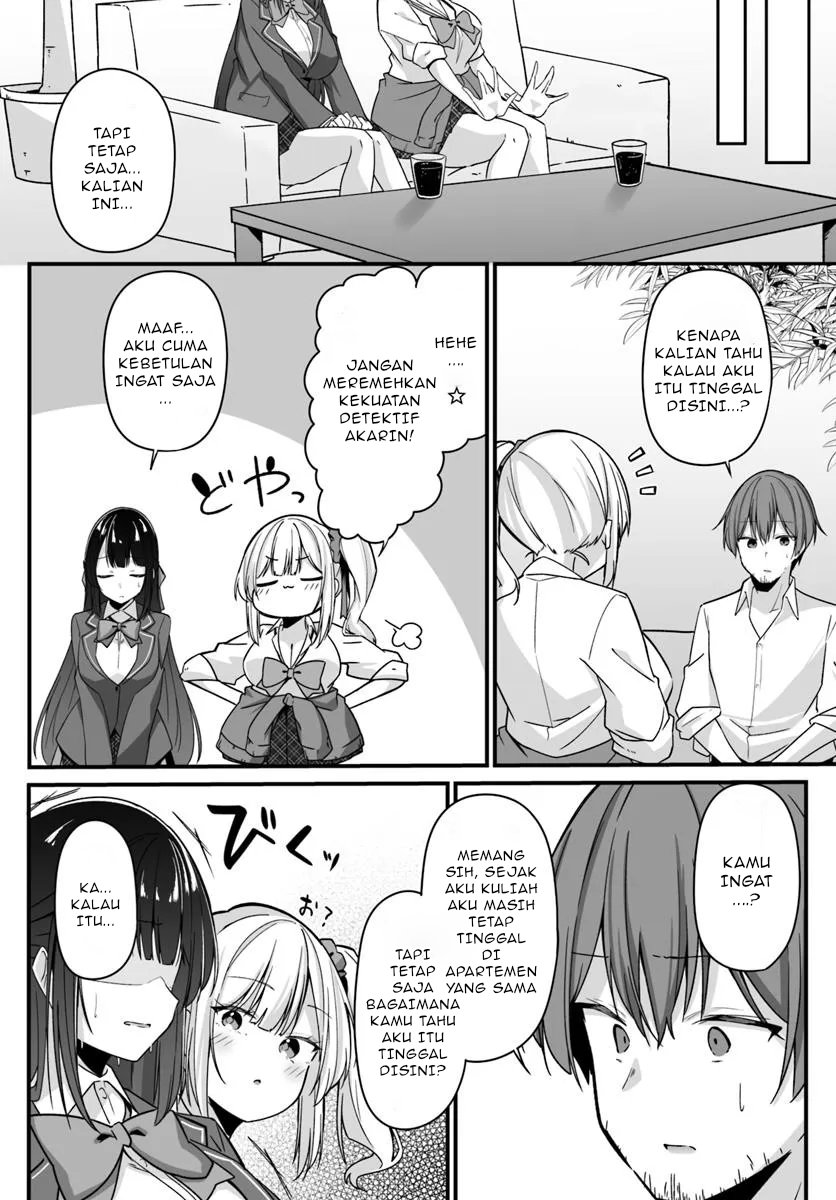 TAPI
TETAP
SAJA...
KALIAN
INI...
KENAPA
KALIAN TAHU
KALAU AKU
ITU TINGGAL
DISINI...?
HEHE
....
☆
JANGAN
MEREMEHKAN
KEKUATAN
DETEKTIF
AKARIN!
MAAF...
AKU CUMA
KEBETULAN
INGAT SAJA
...
どやっ
KAMU
INGAT
....?
MEMANG
SIH, SEJAK
AKU KULIAH
AKU MASIH
TETAP
TINGGAL
DI
APARTEMEN
YANG SAMA
TAPI
TETAP
SAJA
BAGAIMANA
KAMU TAHU
AKU ITU
TINGGAL
DISINI?
びくッ
お?
KA...
KALAU
ITU...